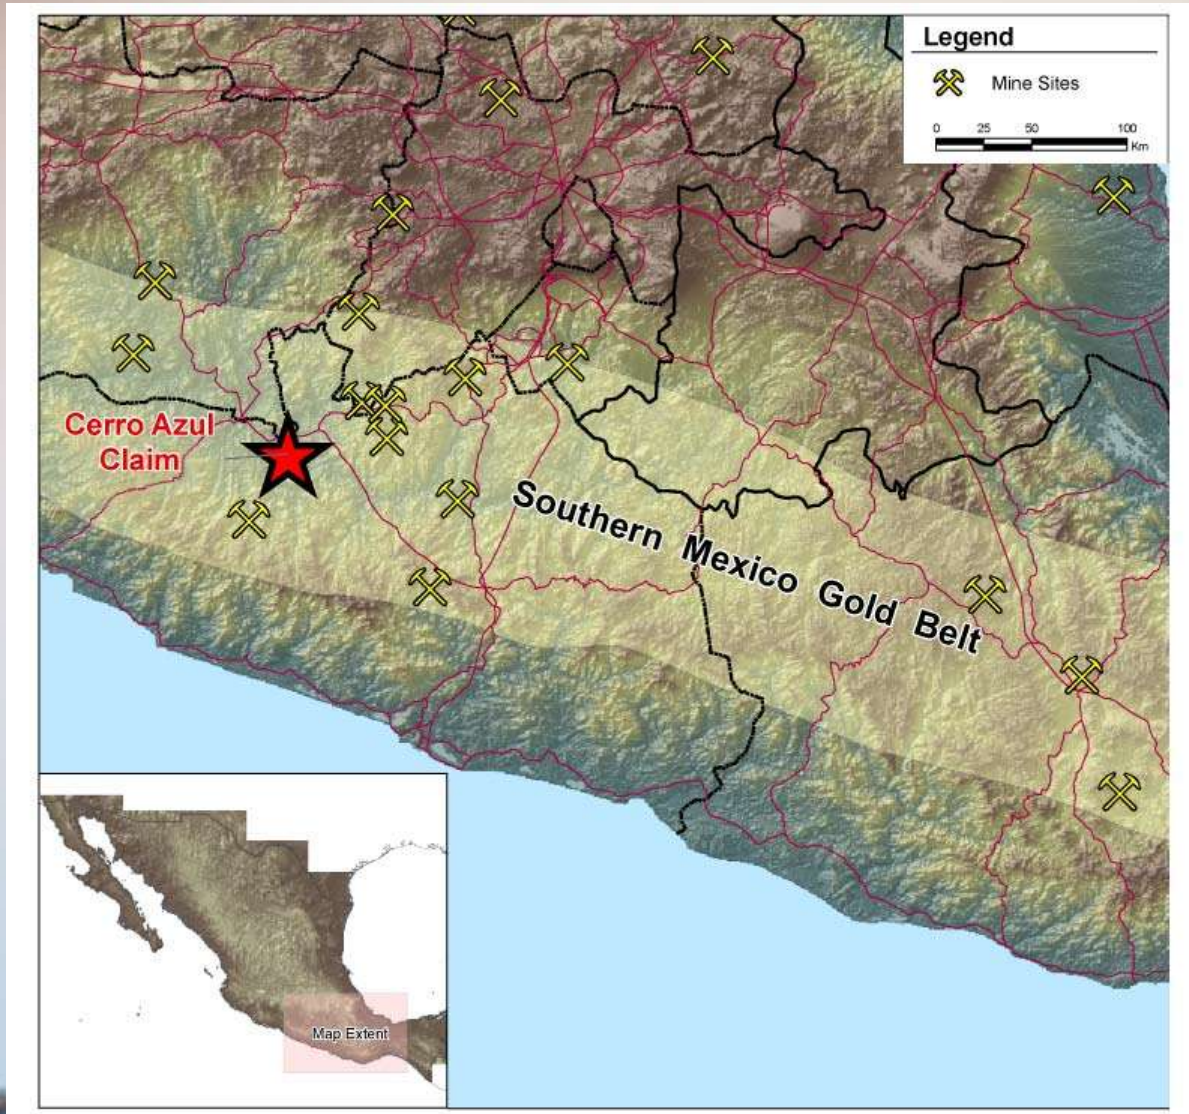 Legend
Mine Sites
0 25 50 100
Km
Cerro Azul
Claim
Southern Mexico Gold Belt
Map Extent